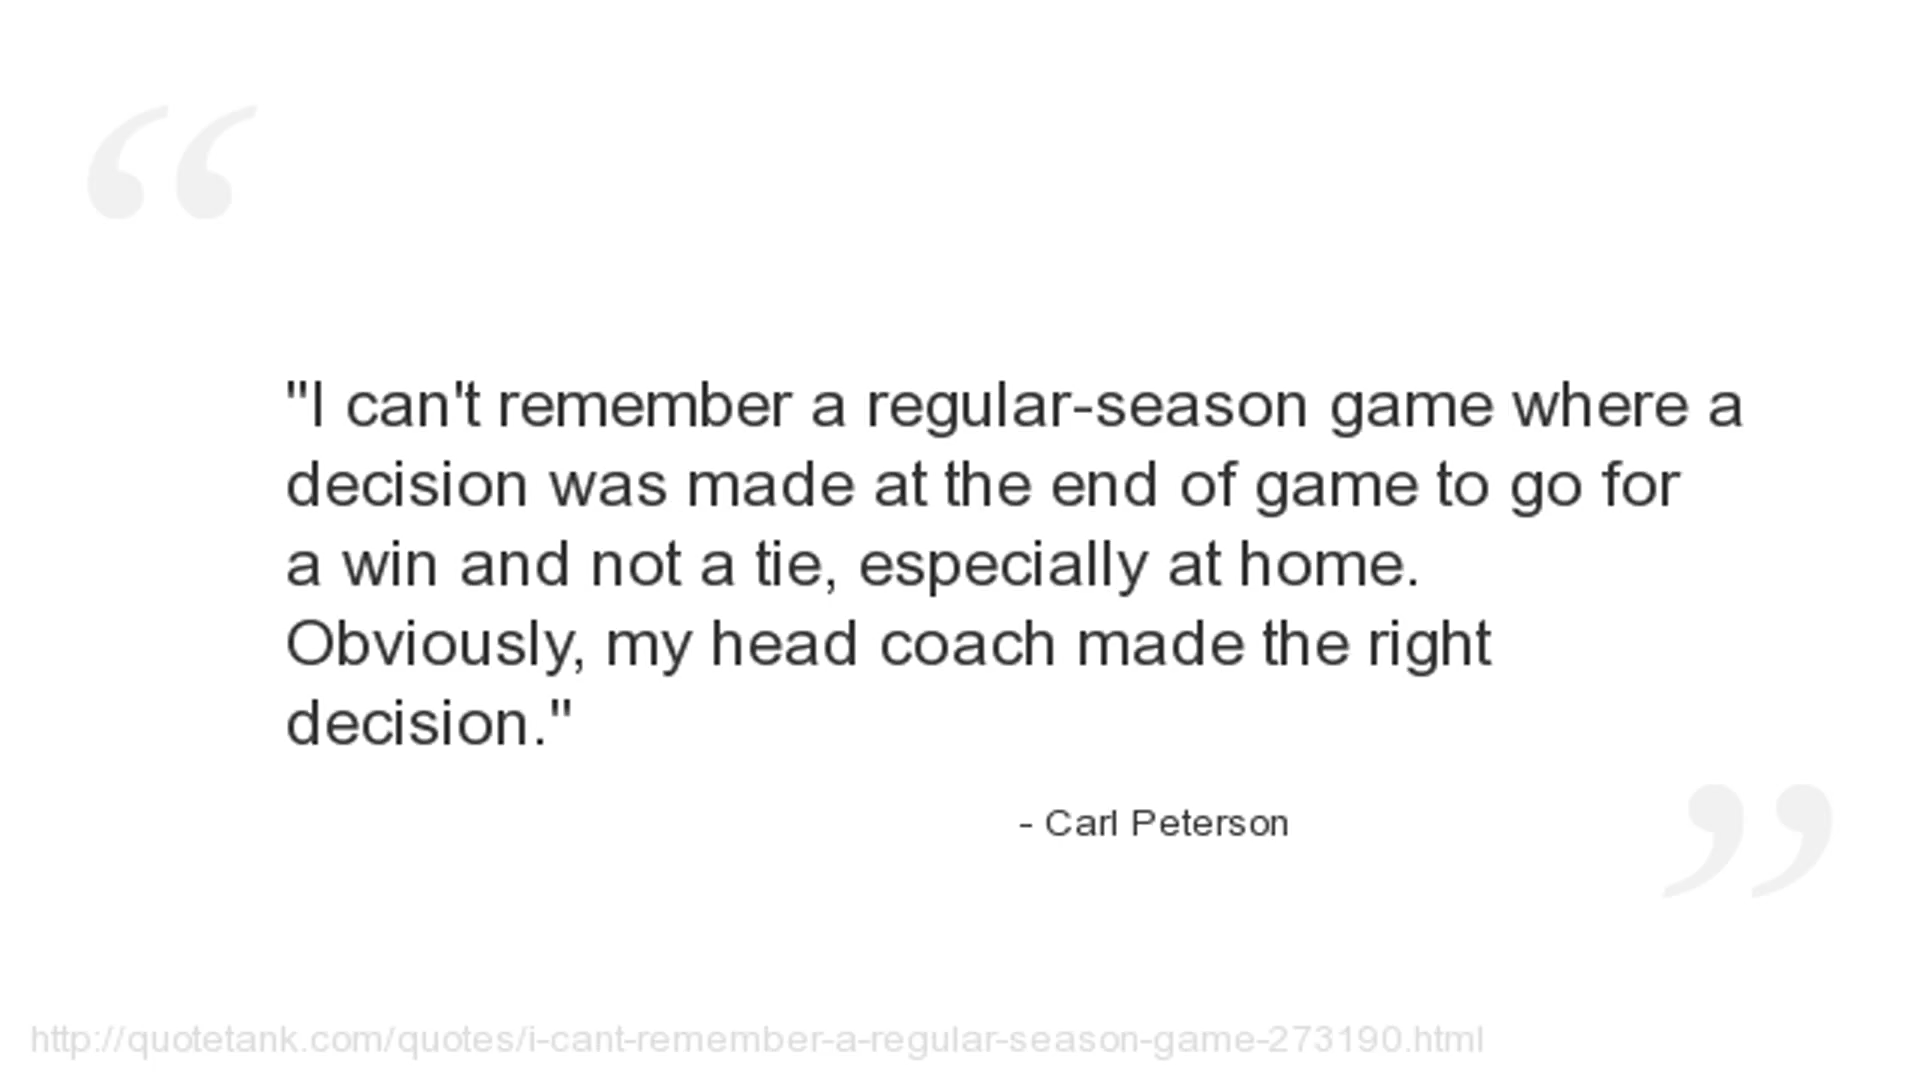 "I can't remember a regular-season game where a
decision was made at the end of game to go for
a win and not a tie, especially at home.
Obviously, my head coach made the right
decision."
- Carl Peterson
http://quotetank.com/quotes/i-cant-remember-a-regular-season-game-273190.html